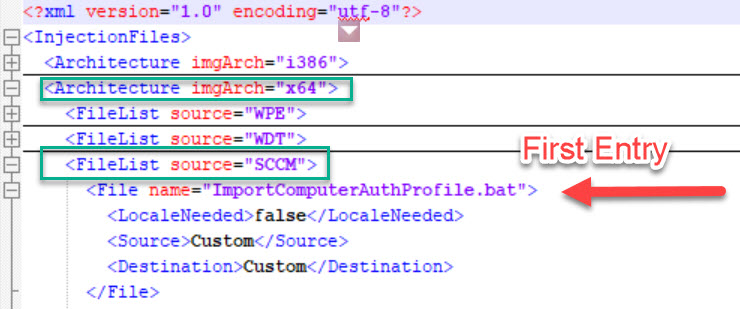 <?xml version="1.0" encoding="utf-8"?>
<InjectionFiles>
<Architecture imgArch="i386">
<Architecture imgArch="x64">
<FileList source="WPE">
<FileList source="WDT">
<FileList source="SCCM">
First Entry
<File name="ImportComputerAuthProfile.bat">
<LocaleNeeded>false</LocaleNeeded>
<Source>Custom</Source>
<Destination>Custom</Destination>
</File>